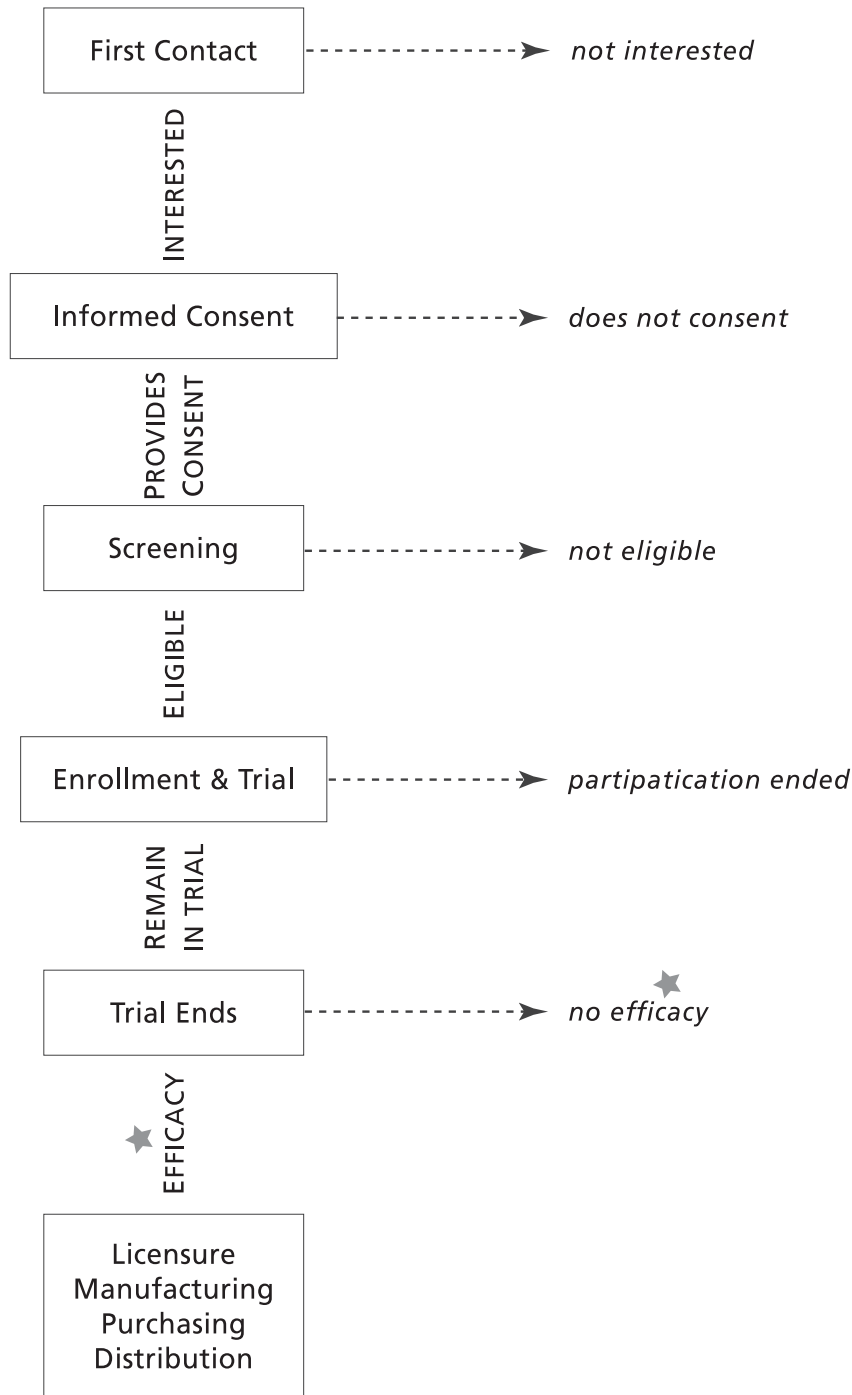 First Contact
not interested
INTERESTED
Informed Consent
does not consent
PROVIDES
CONSENT
Screening
not eligible
ELIGIBLE
Enrollment & Trial
partipatication ended
REMAIN
IN TRIAL
Trial Ends
no efficacy
EFFICACY
Licensure
Manufacturing
Purchasing
Distribution